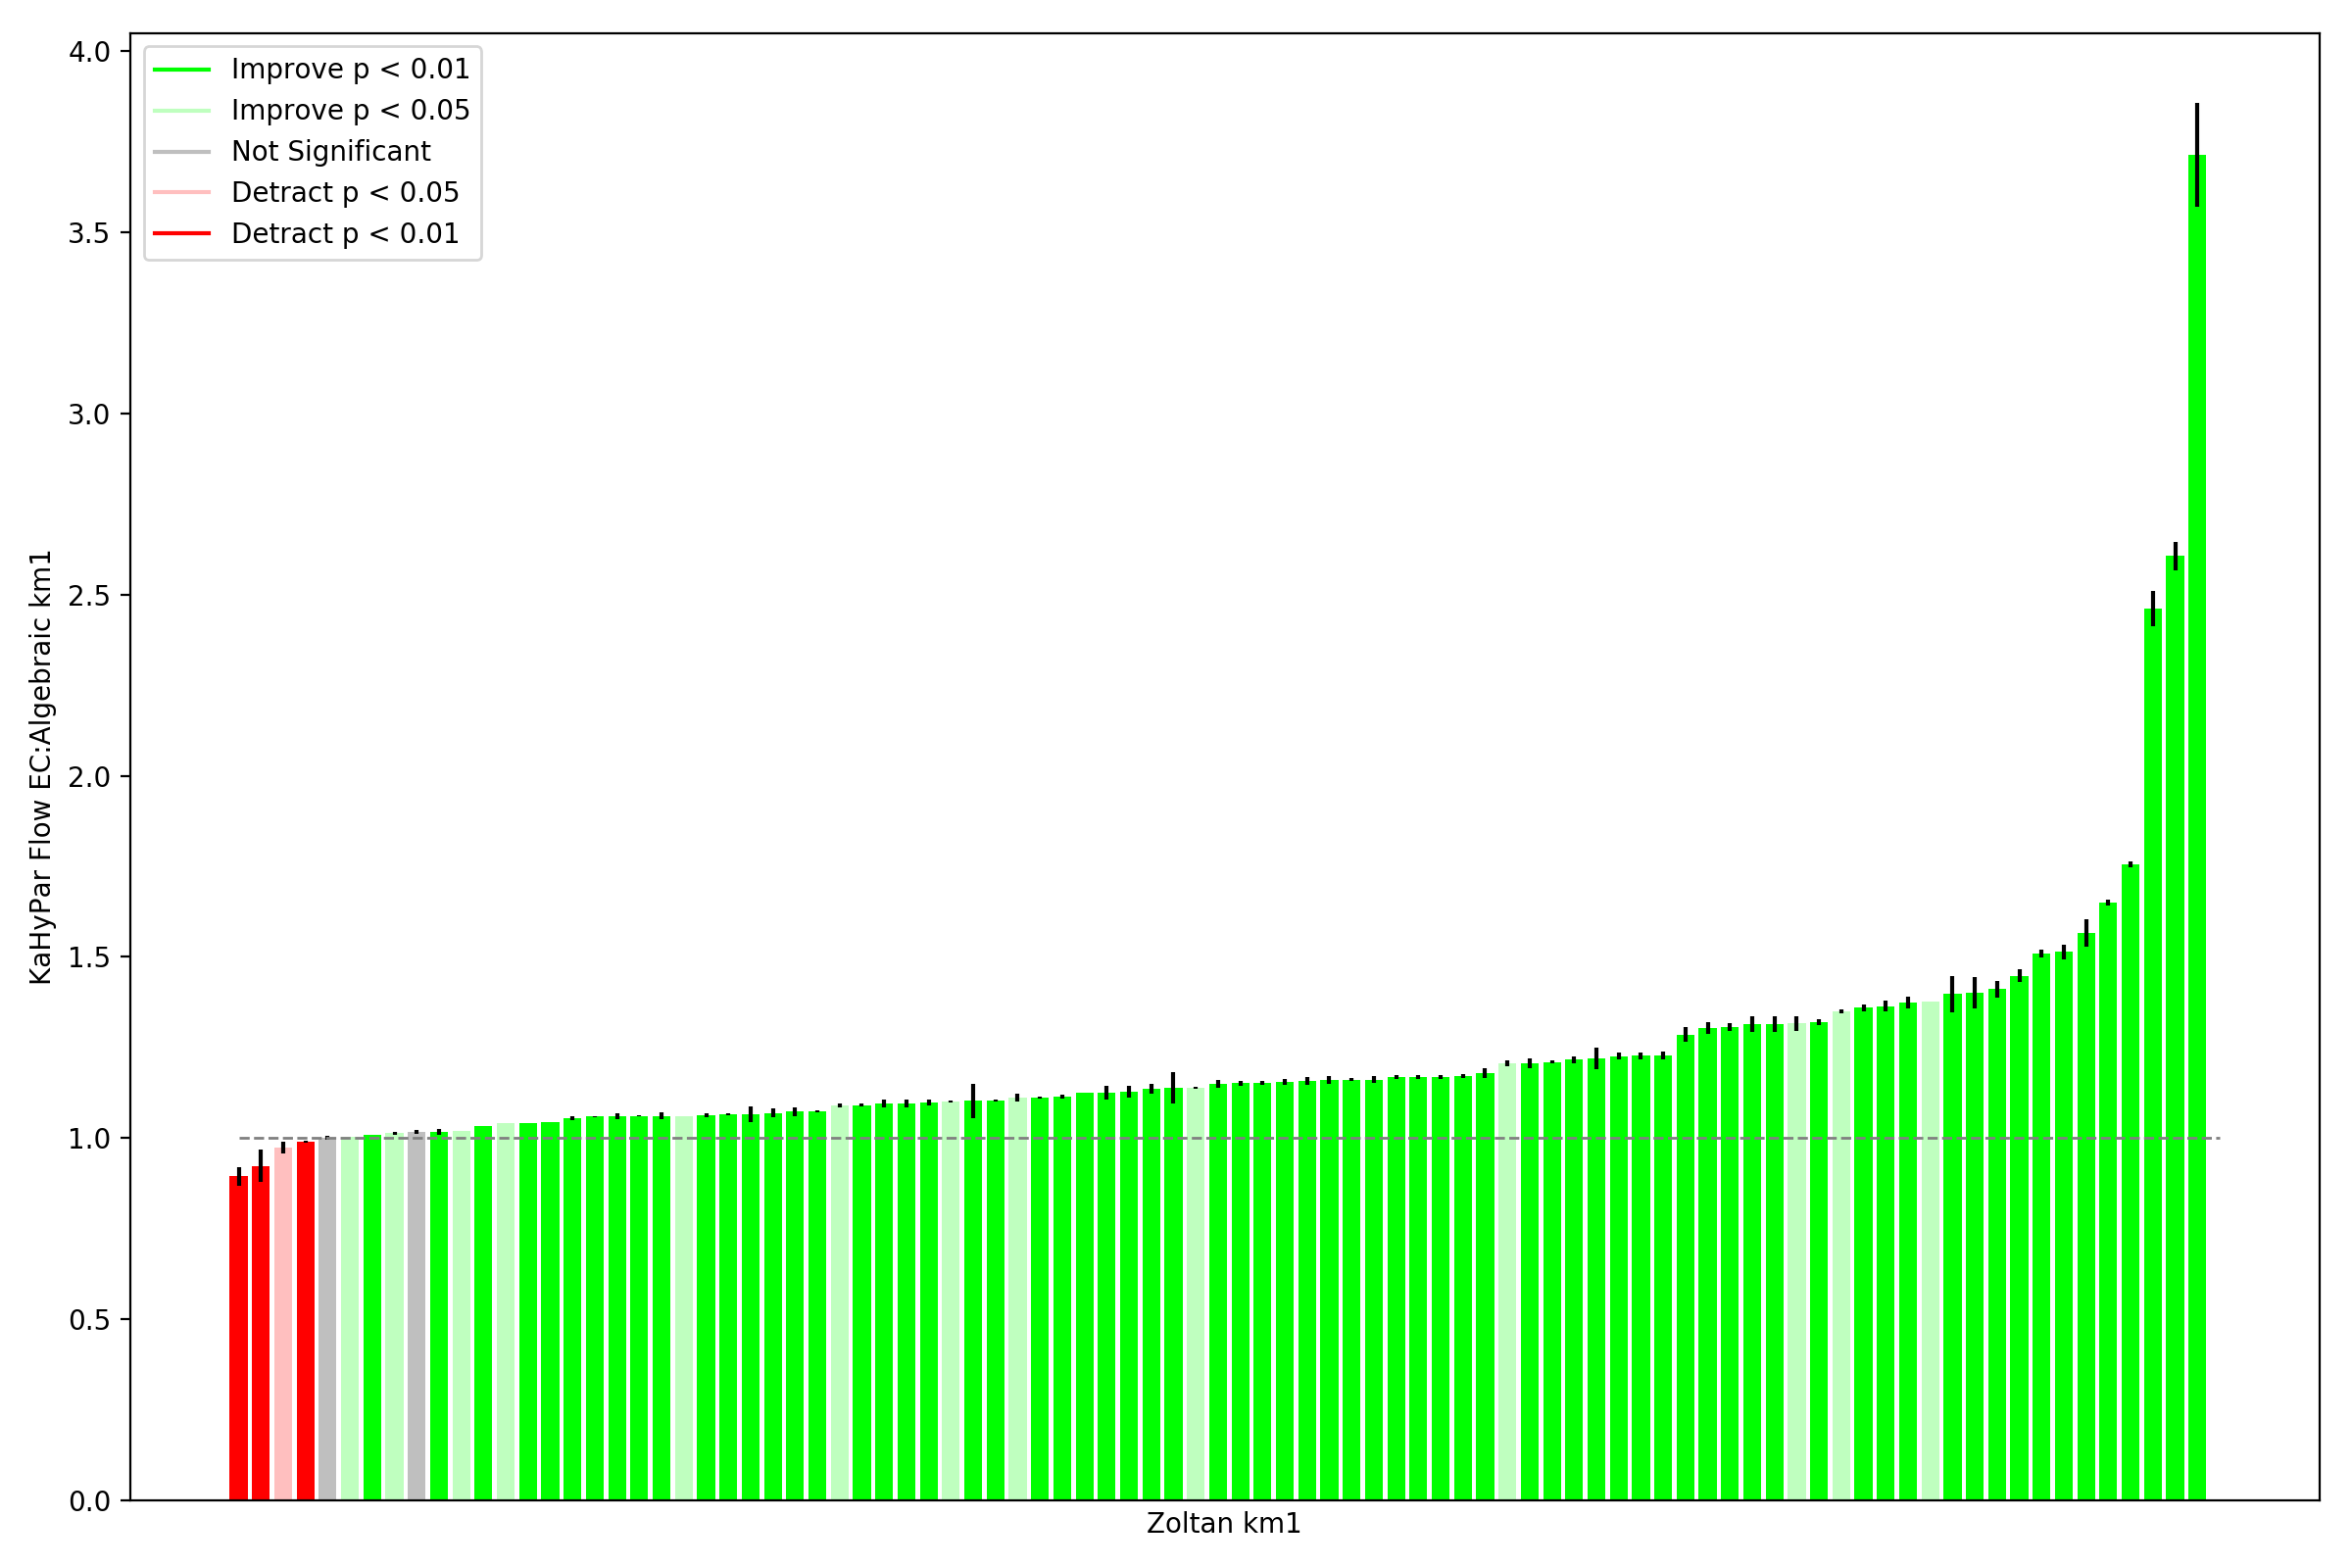 4.0
3.5
3.0
2.5
2.0
1.5
1.0
0.5
0.0
KaHyPar Flow EC:Algebraic km1
Improve p < 0.01
Improve p < 0.05
Not Significant
Detract p < 0.05
Detract p < 0.01
Zoltan km1